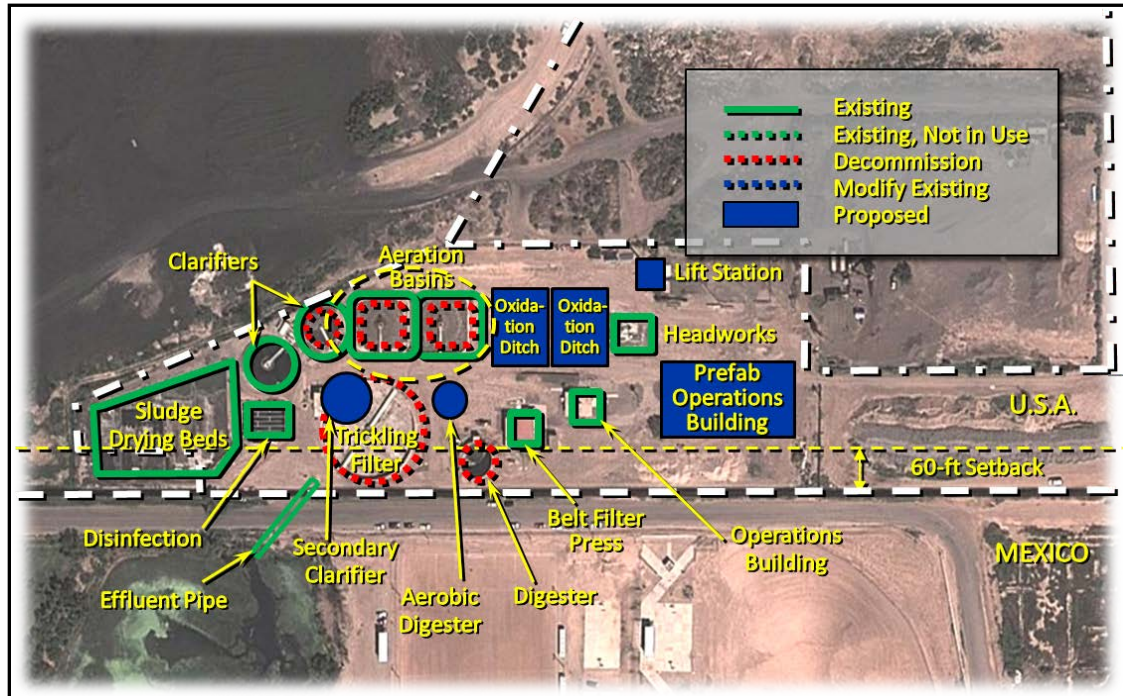 Existing
Existing, Not in Use
Decommission
Modify Existing
Proposed
Clarifiers
Aeration
Basins
Lift Station
Oxida-
tion
Ditch
Oxida-
tion
Ditch
Headworks
Prefab
Operations
Building
U.S.A.
Sludge
Drying Beds
Trickling
Filter
60-ft Setback
Disinfection
Secondary
Clarifier
Belt Filter
Press
Operations
Building
MEXICO
Effluent Pipe
Aerobic
Digester
Digester